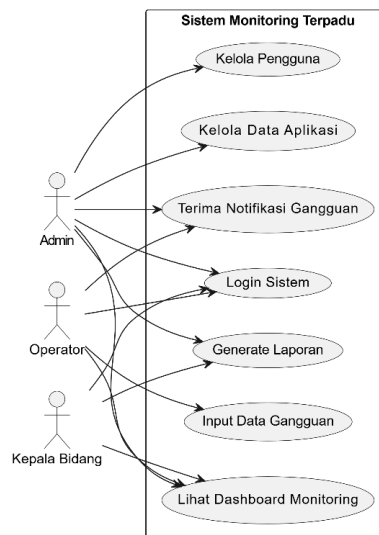 Sistem Monitoring Terpadu
Kelola Pengguna
Kelola Data Aplikasi
Terima Notifikasi Gangguan
Admin
Login Sistem
Operator
Generate Laporan
Input Data Gangguan
Kepala Bidang
Lihat Dashboard Monitoring